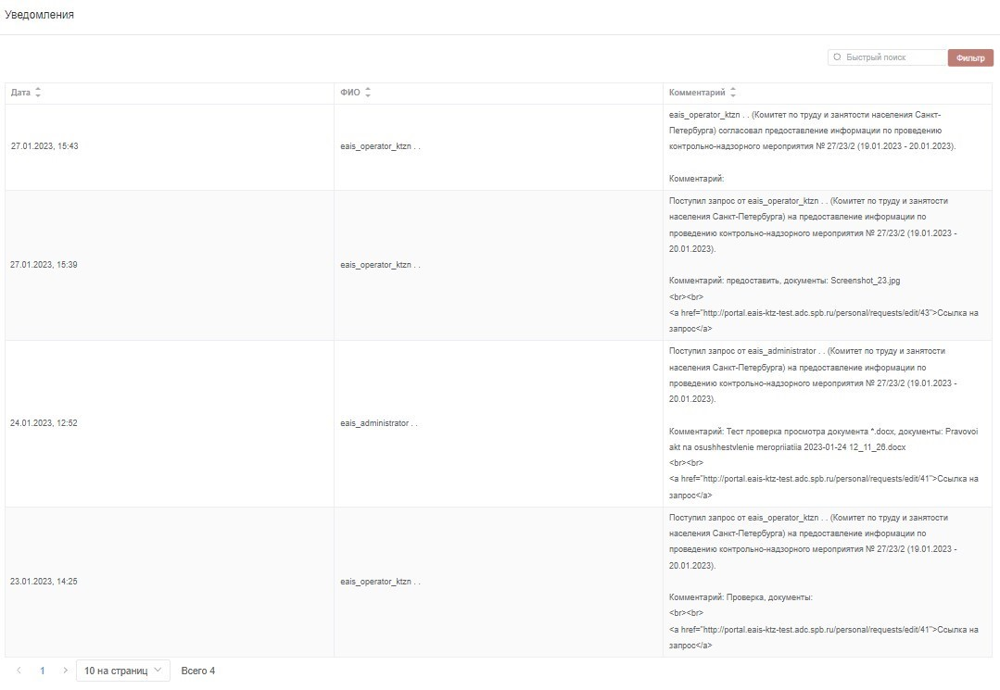 Уведомления
Быстрый поиск
Фильтр
Дата
ФИО
Комментарий
27.01.2023, 15:43
eais_operator_ktzn . .
eais_operator_ktzn . . (Комитет по труду и занятости населения Санкт-
Петербурга) согласовал предоставление информации по проведению
контрольно-надзорного мероприятия № 27/23/2 (19.01.2023 - 20.01.2023).
Комментарий:
27.01.2023, 15:39
eais_operator_ktzn . .
Поступил запрос от eais_operator_ktzn . . (Комитет по труду и занятости
населения Санкт-Петербурга) на предоставление информации по
проведению контрольно-надзорного мероприятия № 27/23/2 (19.01.2023 -
20.01.2023).
Комментарий: предоставить, документы: Screenshot_23.jpg
<br><br>
<a href="http://portal.eais-ktz-test.adc.spb.ru/personal/requests/edit/43">Ссылка на
запрос</a>
24.01.2023, 12:52
eais_administrator . .
Поступил запрос от eais_administrator . . (Комитет по труду и занятости
населения Санкт-Петербурга) на предоставление информации по
проведению контрольно-надзорного мероприятия № 27/23/2 (19.01.2023 -
20.01.2023).
Комментарий: Тест проверка просмотра документа *.docx, документы: Pravovoi
akt na osushhestvlenie meropriiatiia 2023-01-24 12_11_26.docx
<br><br>
<a href="http://portal.eais-ktz-test.adc.spb.ru/personal/requests/edit/41">Ссылка на
запрос</a>
23.01.2023, 14:25
eais_operator_ktzn . .
Поступил запрос от eais_operator_ktzn . . (Комитет по труду и занятости
населения Санкт-Петербурга) на предоставление информации по
проведению контрольно-надзорного мероприятия № 27/23/2 (19.01.2023 -
20.01.2023).
Комментарий: Проверка, документы:
<br><br>
<a href="http://portal.eais-ktz-test.adc.spb.ru/personal/requests/edit/41">Ссылка на
запрос</a>
1
10 на страниц
Всего 4